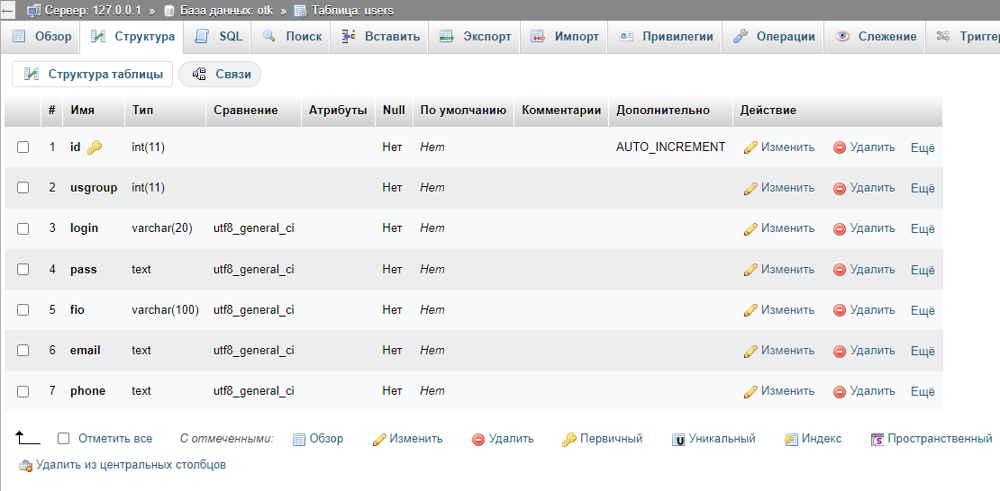 Сервер: 127.0.0.1 » База данных: otk » Таблица: users
Обзор Структура SQL Поиск Вставить Экспорт Импорт Привилегии Операции Слежение Триггер
Структура таблицы Связи
# Имя Тип Сравнение Атрибуты Null По умолчанию Комментарии Дополнительно Действие
1 id int(11) Нет Нет AUTO_INCREMENT Изменить Удалить Ещё
2 usgroup int(11) Нет Нет Изменить Удалить Ещё
3 login varchar(20) utf8_general_ci Нет Нет Изменить Удалить Ещё
4 pass text utf8_general_ci Нет Нет Изменить Удалить Ещё
5 fio varchar(100) utf8_general_ci Нет Нет Изменить Удалить Ещё
6 email text utf8_general_ci Нет Нет Изменить Удалить Ещё
7 phone text utf8_general_ci Нет Нет Изменить Удалить Ещё
Отметить все С отмеченными: Обзор Изменить Удалить Первичный Уникальный Индекс Пространственный
Удалить из центральных столбцов